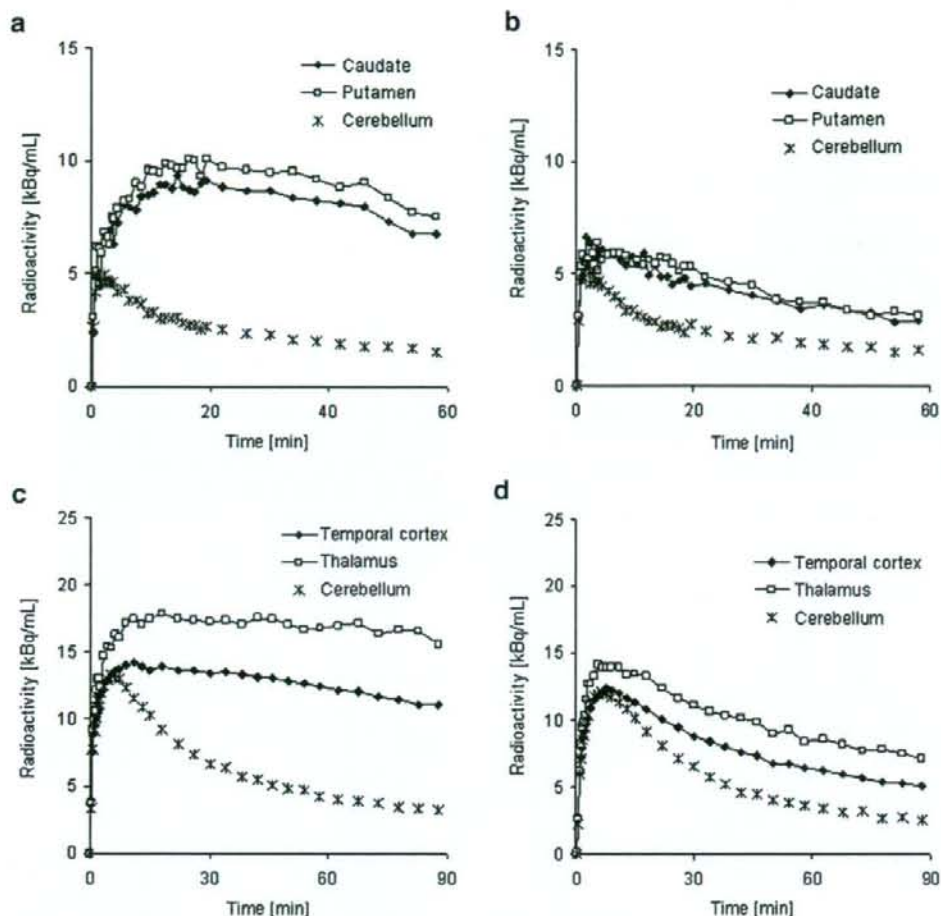 a
15
10
5
0
Radioactivity [kBq/mL]
Caudate
Putamen
Cerebellum
0
20
40
60
Time [min]
b
15
10
5
0
Radioactivity [kBq/mL]
Caudate
Putamen
Cerebellum
0
20
40
60
Time [min]
c
25
20
15
10
5
0
Radioactivity [kBq/mL]
Temporal cortex
Thalamus
Cerebellum
0
30
60
90
Time [min]
d
25
20
15
10
5
0
Radioactivity [kBq/mL]
Temporal cortex
Thalamus
Cerebellum
0
30
60
90
Time [min]